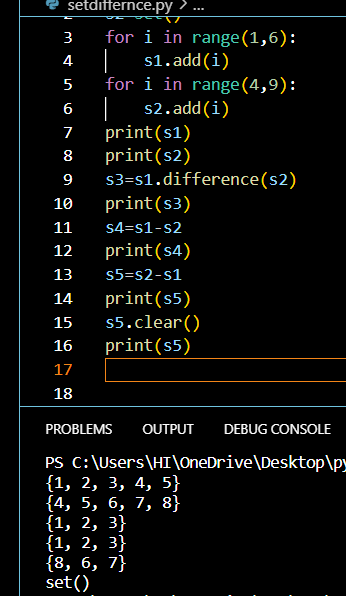 setdiffernce.py > ...
2 s2=set()
3 for i in range(1,6):
4     s1.add(i)
5 for i in range(4,9):
6     s2.add(i)
7 print(s1)
8 print(s2)
9 s3=s1.difference(s2)
10 print(s3)
11 s4=s1-s2
12 print(s4)
13 s5=s2-s1
14 print(s5)
15 s5.clear()
16 print(s5)
17
18
PROBLEMS OUTPUT DEBUG CONSOLE
PS C:\Users\HI\OneDrive\Desktop\py
{1, 2, 3, 4, 5}
{4, 5, 6, 7, 8}
{1, 2, 3}
{1, 2, 3}
{8, 6, 7}
set()